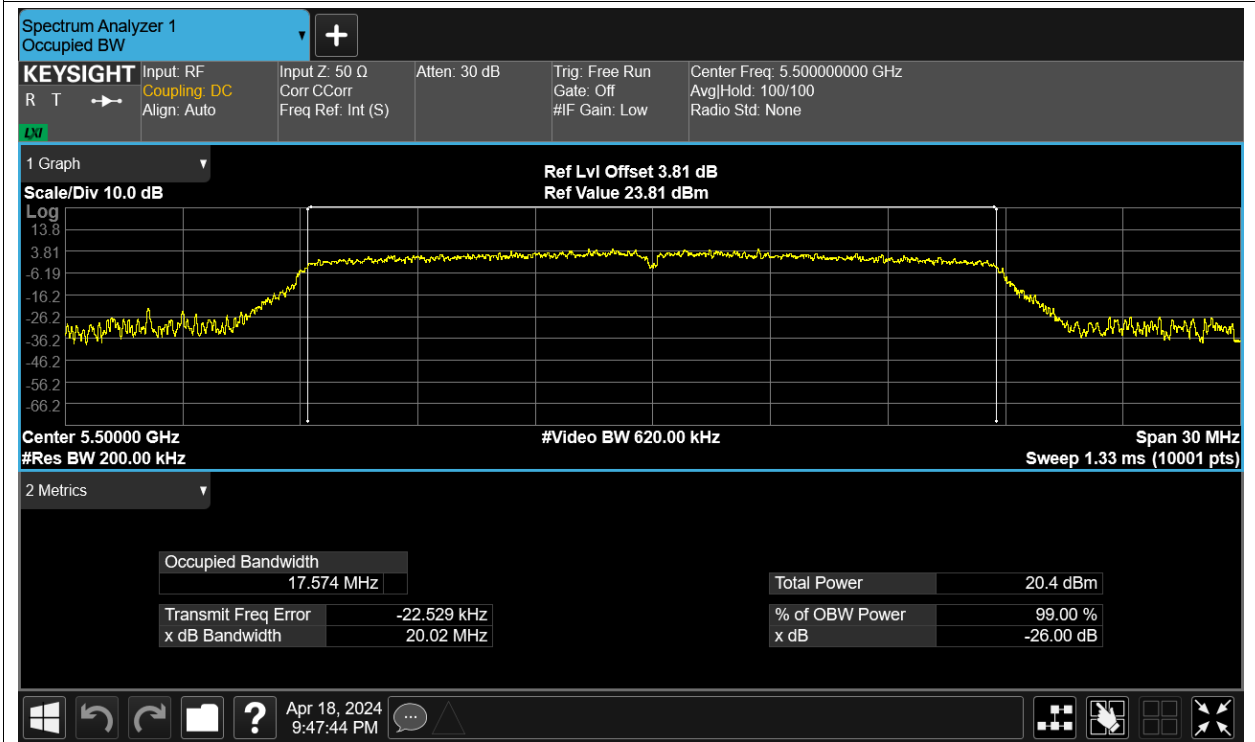 Spectrum Analyzer 1
Occupied BW
+
KEYSIGHT Input: RF Input Z: 50 Ω Atten: 30 dB Trig: Free Run Center Freq: 5.500000000 GHz
R T Coupling: DC Corr CCorr Gate: Off Avg|Hold: 100/100
Align: Auto Freq Ref: Int (S) #IF Gain: Low Radio Std: None
LXI
1 Graph
Ref Lvl Offset 3.81 dB
Scale/Div 10.0 dB Ref Value 23.81 dBm
Log
13.8
3.81
-6.19
-16.2
-26.2
-36.2
-46.2
-56.2
-66.2
Center 5.50000 GHz #Video BW 620.00 kHz Span 30 MHz
#Res BW 200.00 kHz Sweep 1.33 ms (10001 pts)
2 Metrics
Occupied Bandwidth
17.574 MHz Total Power 20.4 dBm
Transmit Freq Error -22.529 kHz % of OBW Power 99.00 %
x dB Bandwidth 20.02 MHz x dB -26.00 dB
? Apr 18, 2024
9:47:44 PM